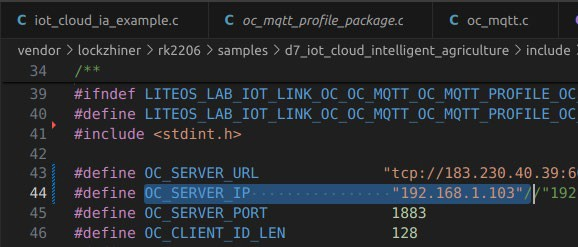 iot_cloud_ia_example.c oc_mqtt_profile_package.c oc_mqtt.c
vendor > lockzhiner > rk2206 > samples > d7_iot_cloud_intelligent_agriculture > include >
34 /**
39 #ifndef LITEOS_LAB_IOT_LINK_OC_OC_MQTT_OC_MQTT_PROFILE_OC
40 #define LITEOS_LAB_IOT_LINK_OC_OC_MQTT_OC_MQTT_PROFILE_OC
41 #include <stdint.h>
42
43 #define OC_SERVER_URL "tcp://183.230.40.39:6
44 #define OC_SERVER_IP "192.168.1.103"//"192
45 #define OC_SERVER_PORT 1883
46 #define OC_CLIENT_ID_LEN 128